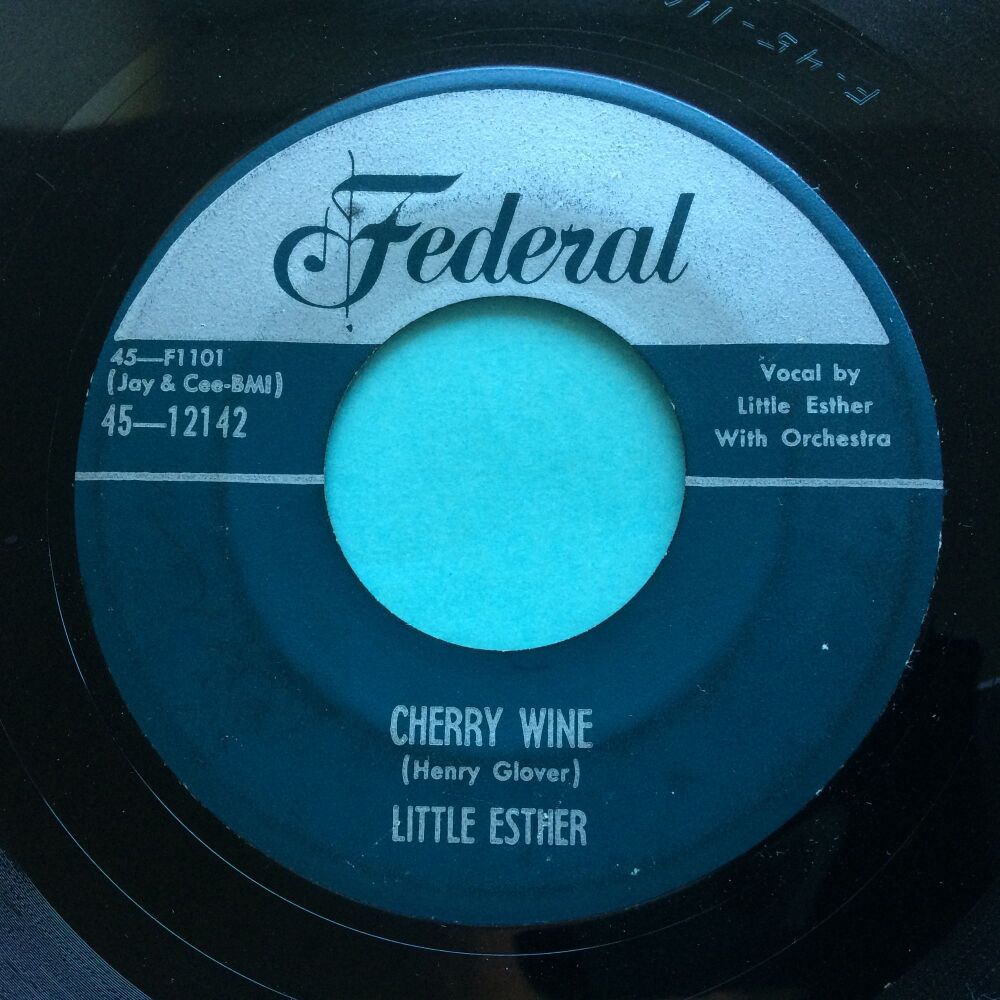 Federal
45—F1101
(Jay & Cee-BMI)
45—12142
Vocal by
Little Esther
With Orchestra
CHERRY WINE
(Henry Glover)
LITTLE ESTHER